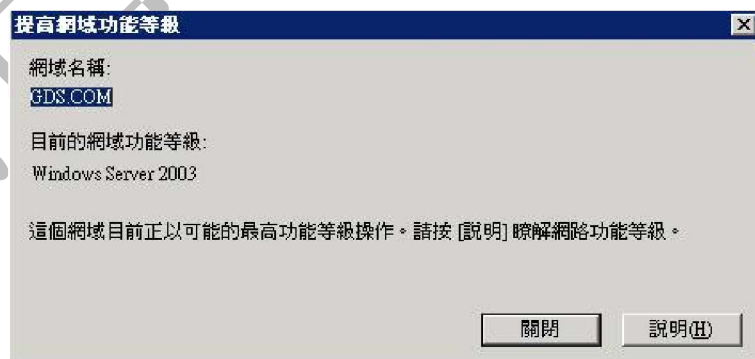 提高網域功能等級
網域名稱:
GDS.COM
目前的網域功能等級:
Windows Server 2003
這個網域目前正以可能的最高功能等級操作。請按 [説明] 瞭解網路功能等級。
關閉
説明(H)